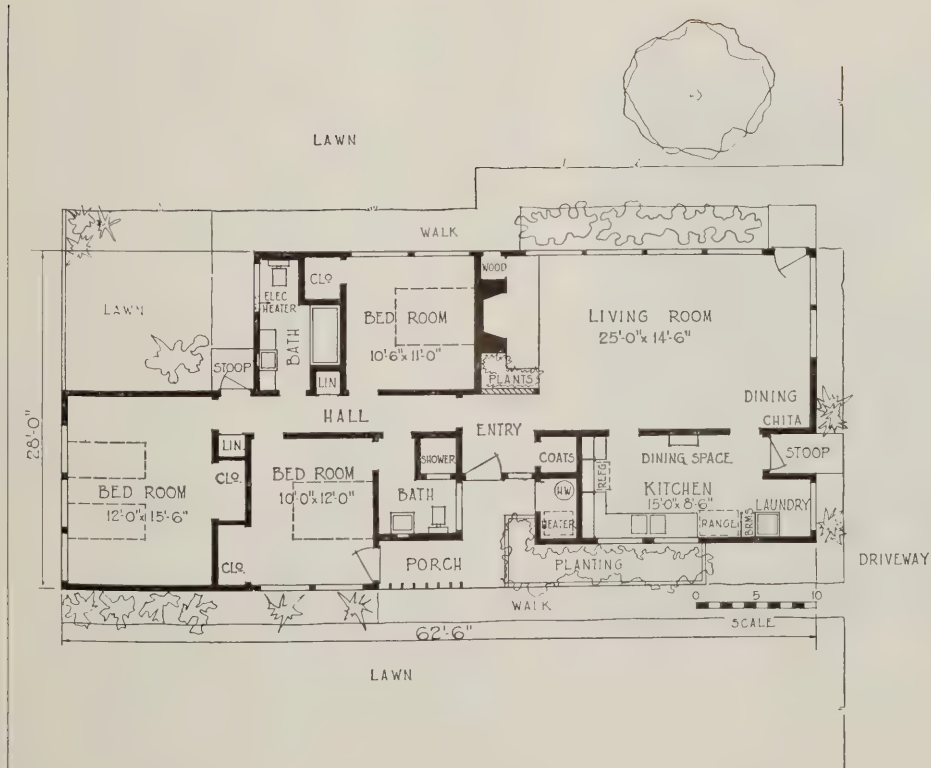 LAWN
WALK
WOOD
CLO
ELEC
HEATER
LAWN
BED ROOM
10'-6" x 11'-0"
BATH
LIVING ROOM
25'-0" x 14'-6"
STOOP
LIN
PLANTS
DINING
CHITA
HALL
ENTRY
28'-0"
LIN
CLO.
BED ROOM
10'-0" x 12'-0"
SHOWER
COATS
DINING SPACE
STOOP
REFG
BED ROOM
12'-0" x 15'-6"
BATH
HW
HEATER
KITCHEN
15'-0" x 8'-6"
RANGE
BRMS
LAUNDRY
CLO.
PORCH
PLANTING
DRIVEWAY
WALK
0 5 10
SCALE
62'-6"
LAWN